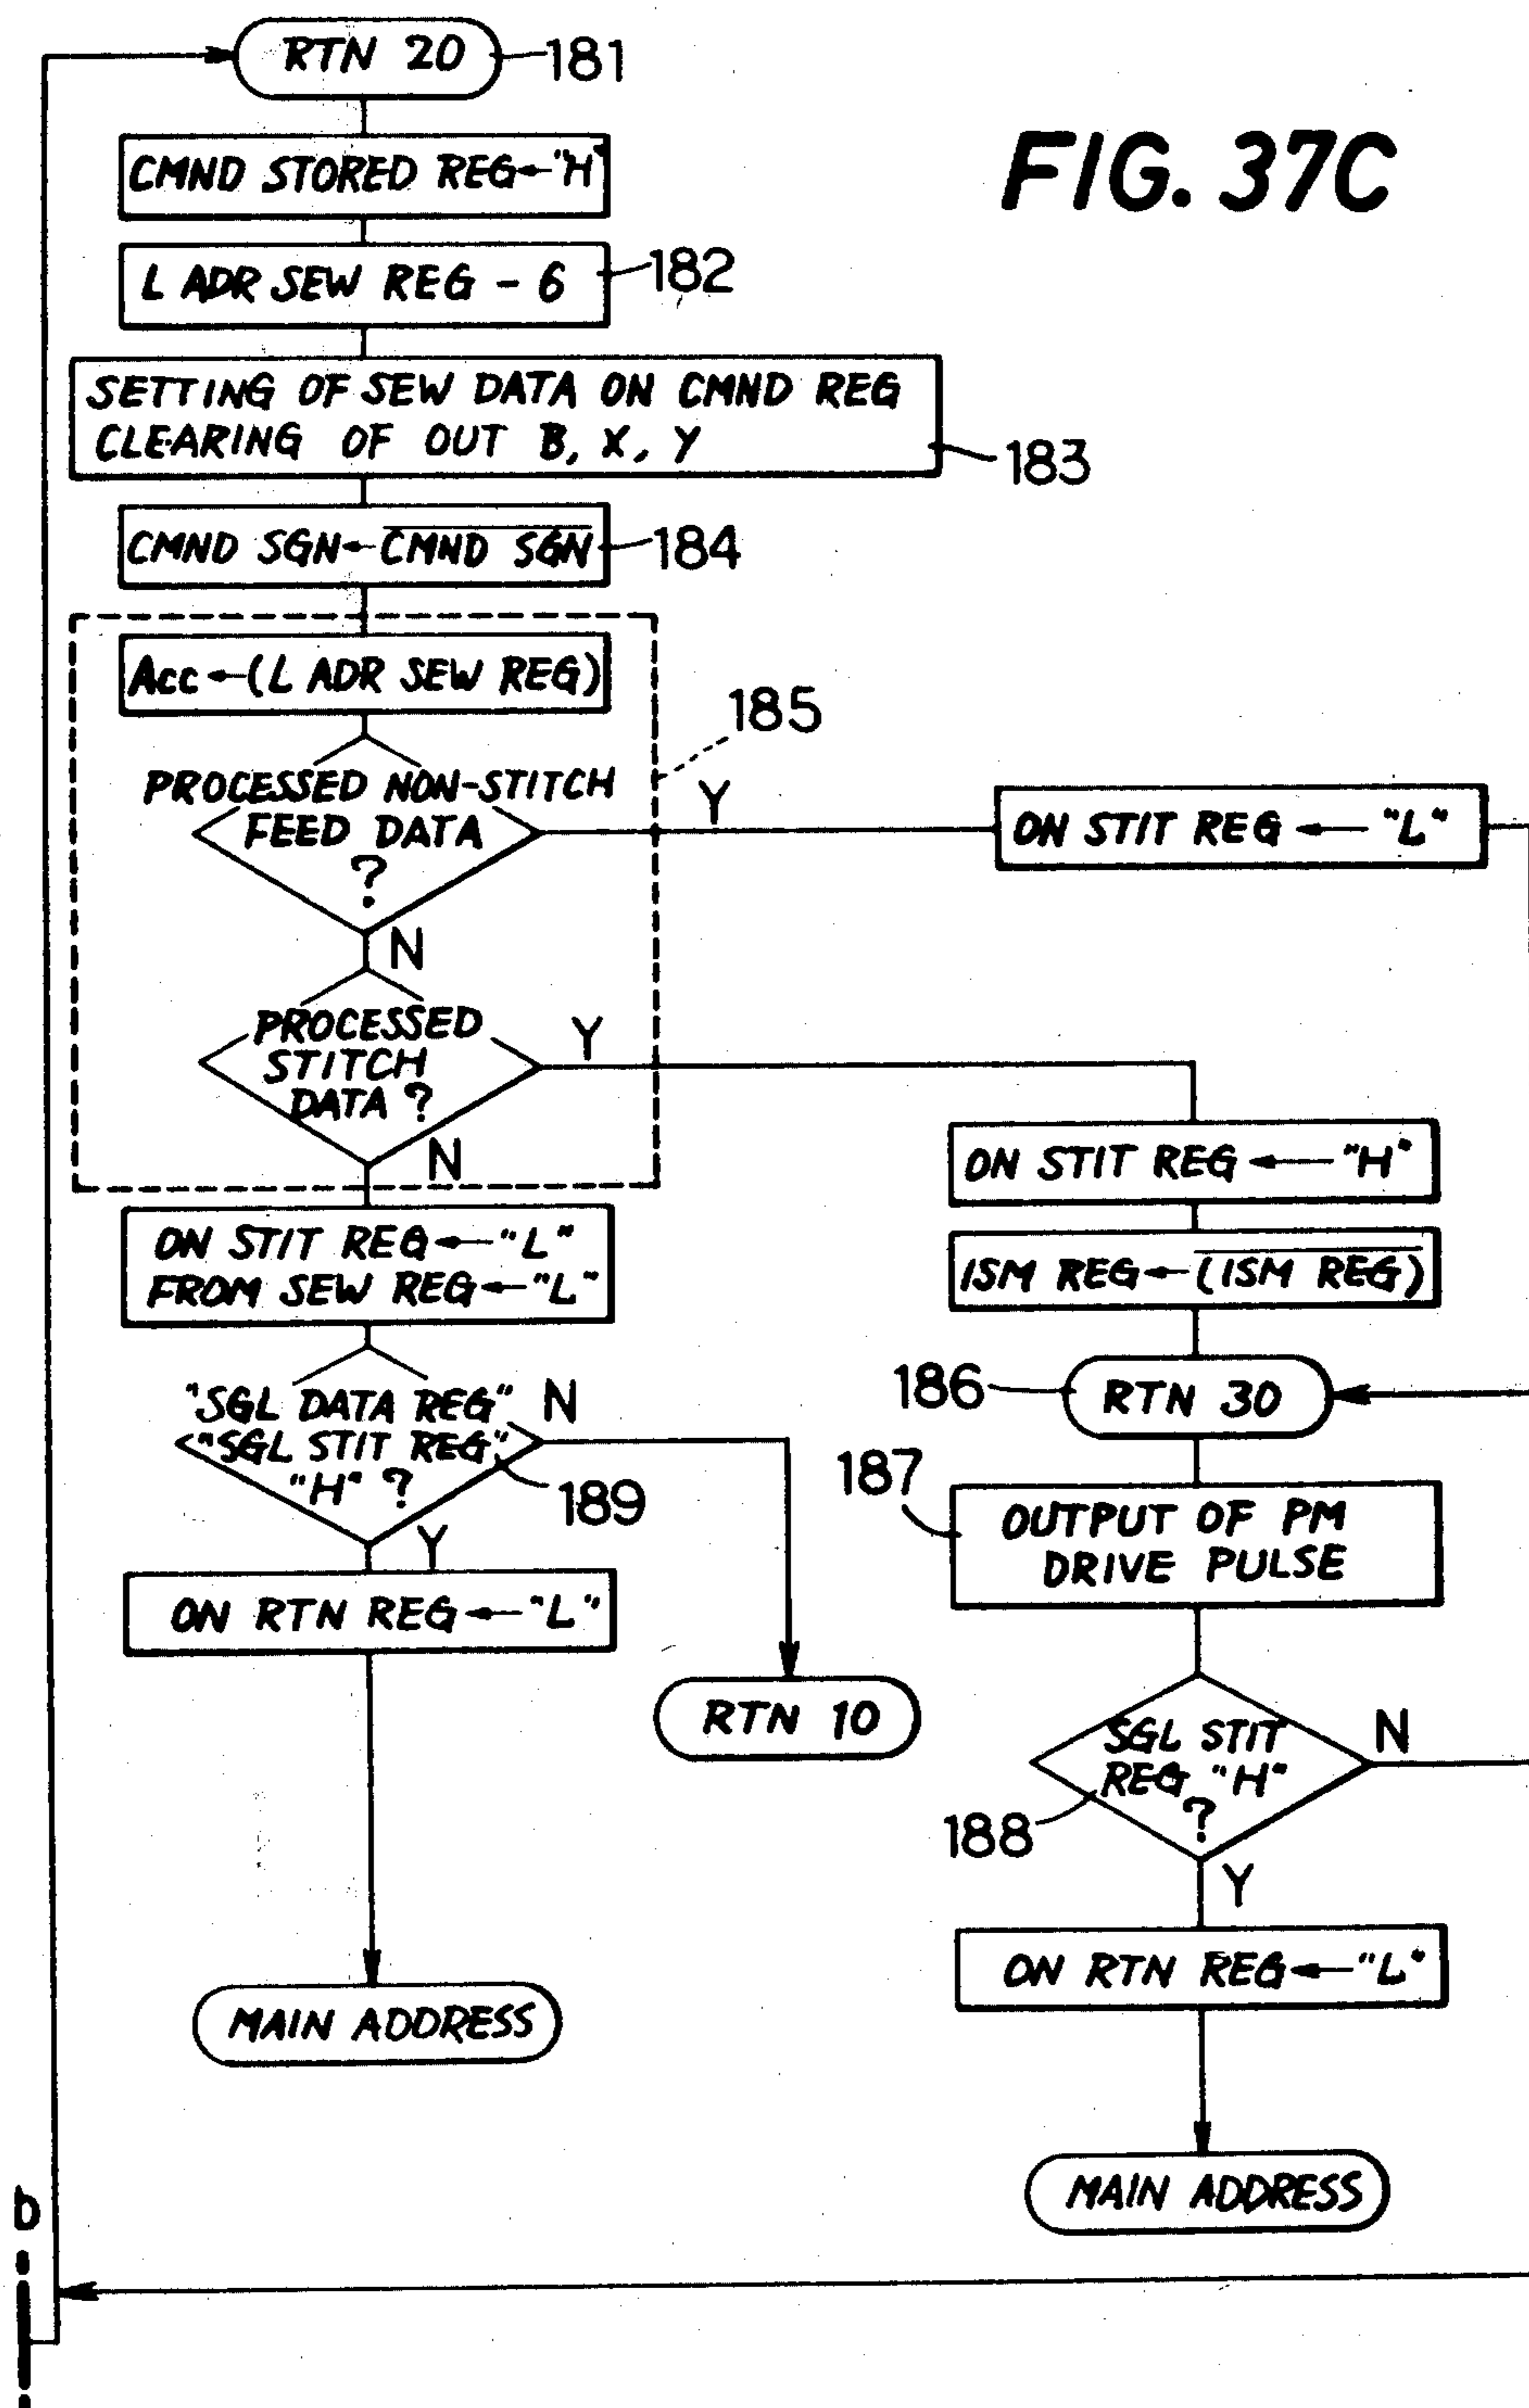 RTN 20
181
FIG. 37C
CMND STORED REG←"H"
L ADR SEW REG - 6
182
SETTING OF SEW DATA ON CMND REG
CLEARING OF OUT B, X, Y
183
CMND SGN←C̅M̅N̅D̅ ̅S̅G̅N̅
184
Acc←(L ADR SEW REG)
185
PROCESSED NON-STITCH
FEED DATA
?
Y
ON STIT REG ← "L"
N
PROCESSED
STITCH
DATA ?
Y
N
ON STIT REG ← "H"
ISM REG←(̅I̅S̅M̅ ̅R̅E̅G̅)̅
ON STIT REG←"L"
FROM SEW REG←"L"
186
RTN 30
"SGL DATA REG"
"SGL STIT REG"
"H" ?
N
189
Y
187
OUTPUT OF PM
DRIVE PULSE
ON RTN REG←"L"
RTN 10
SGL STIT
REG "H"
?
N
188
Y
ON RTN REG←"L"
MAIN ADDRESS
MAIN ADDRESS
b